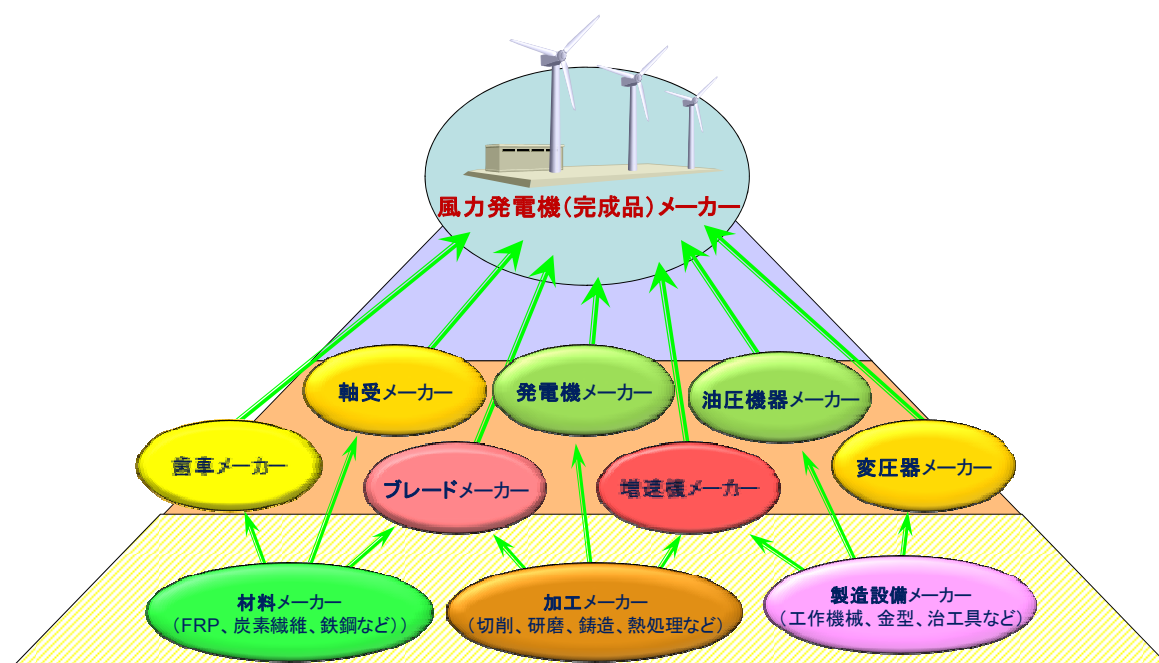 風力発電機(完成品)メーカー
軸受メーカー
発電機メーカー
油圧機器メーカー
歯車メーカー
ブレードメーカー
増速機メーカー
変圧器メーカー
材料メーカー
(FRP、炭素繊維、鉄鋼など))
加工メーカー
(切削、研磨、鋳造、熱処理など)
製造設備メーカー
(工作機械、金型、治工具など)